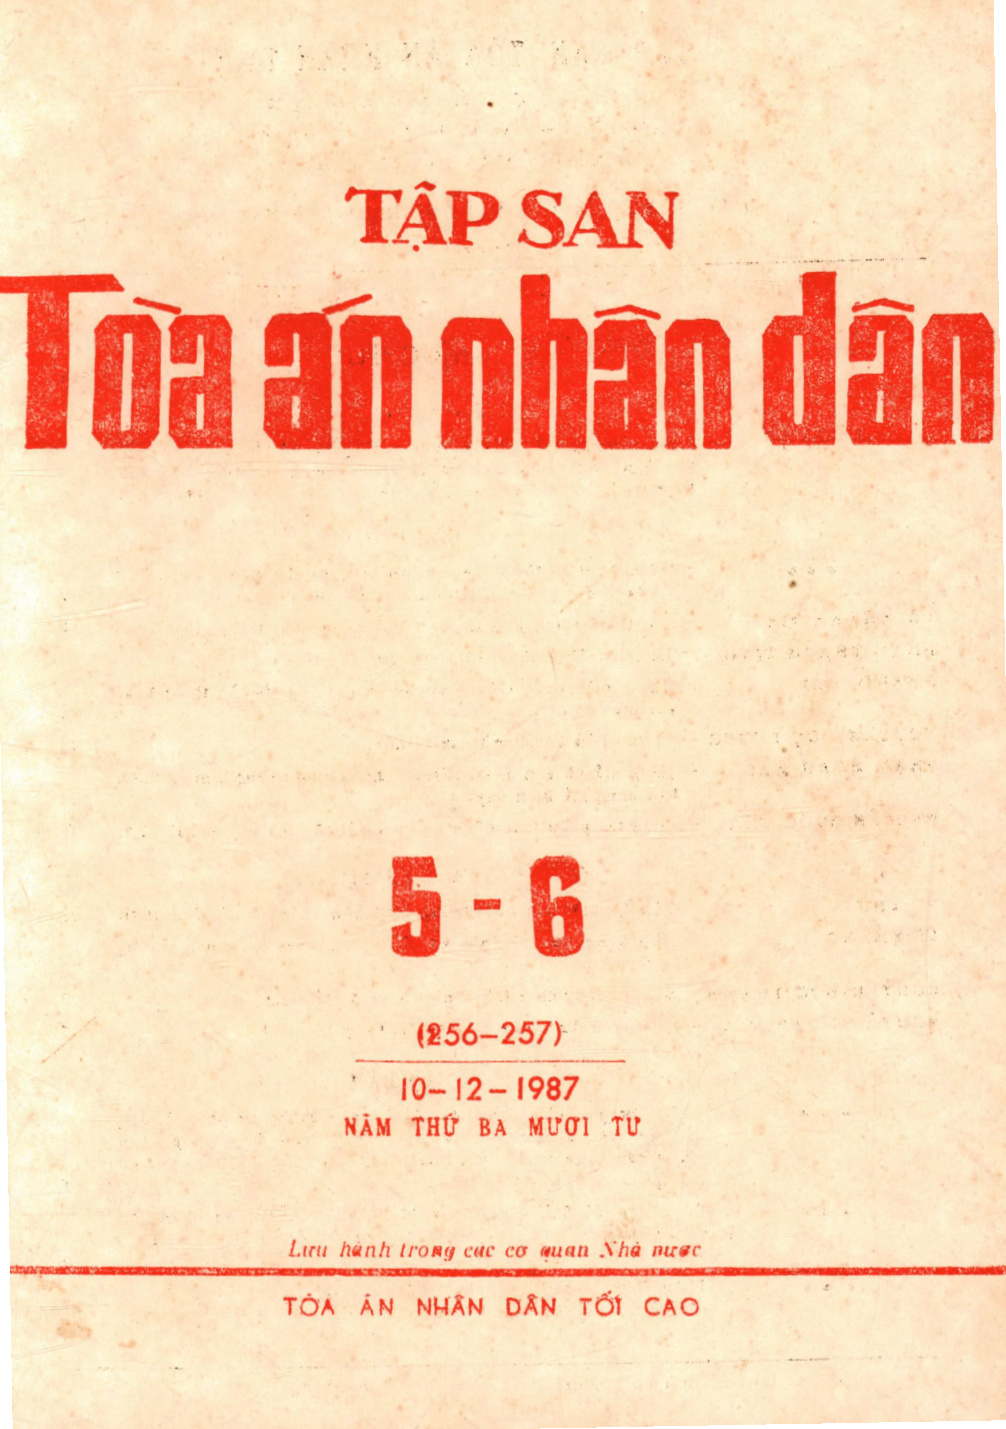 TẬP SAN
Tòa án nhân dân
5 - 6
(256-257)
10-12-1987
NĂM THỨ BA MƯƠI TƯ
Lưu hành trong các cơ quan Nhà nước
TÒA ÁN NHÂN DÂN TỐI CAO